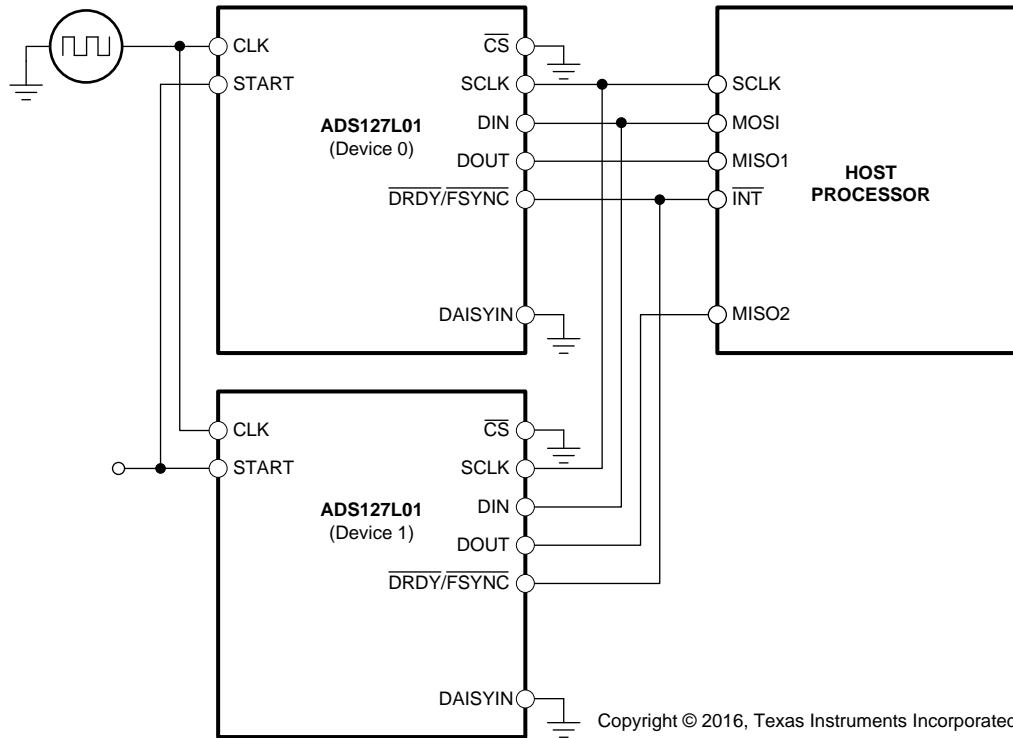 CLK
START
ADS127L01
(Device 0)
CS
SCLK
DIN
DOUT
DRDY/FSYNC
DAISYIN
SCLK
MOSI
MISO1
INT
MISO2
HOST
PROCESSOR
CLK
START
ADS127L01
(Device 1)
CS
SCLK
DIN
DOUT
DRDY/FSYNC
DAISYIN
Copyright © 2016, Texas Instruments Incorporated